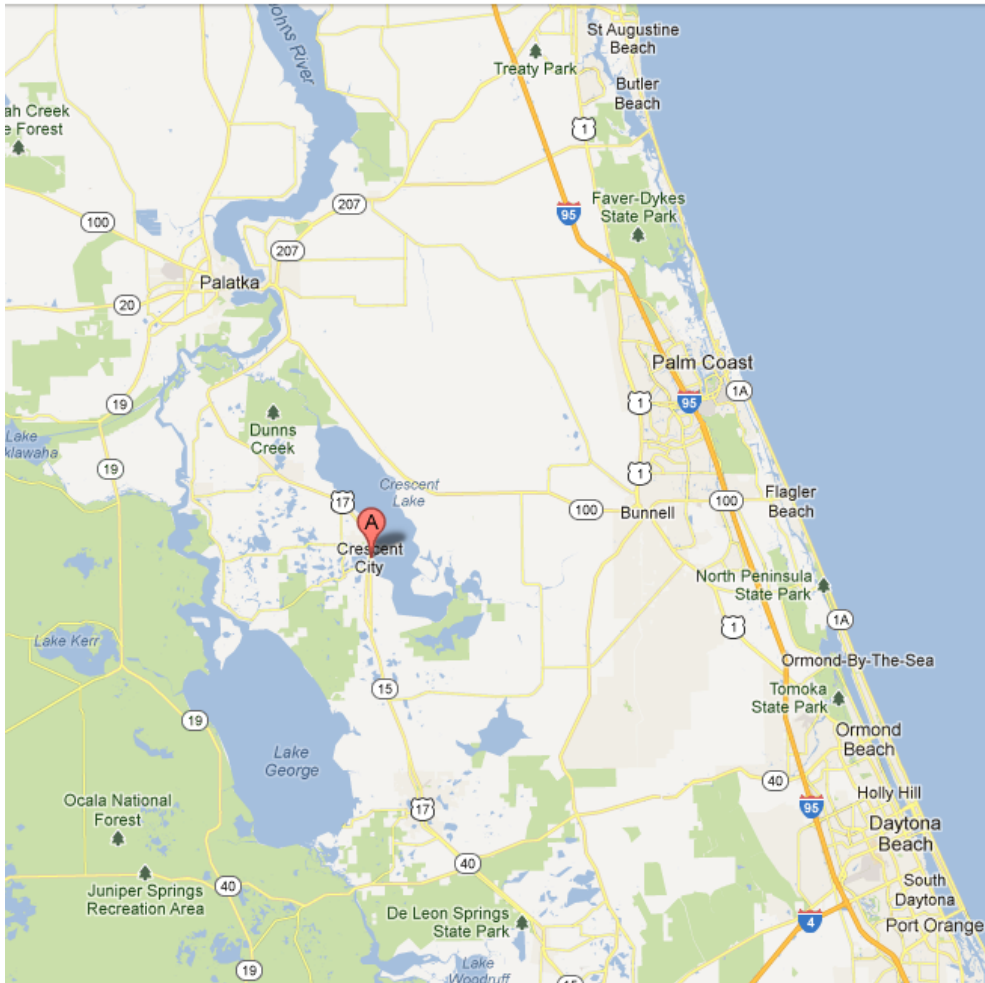 St Augustine
Beach
Johns River
Treaty Park
Butler
Beach
ah Creek
e Forest
1
207
95
Faver-Dykes
State Park
100
207
Palatka
20
Palm Coast
1A
1
95
19
Dunns
Creek
Lake
klawaha
19
1
Crescent
Lake
17
100
Bunnell
100
Flagler
Beach
A
Crescent
City
North Peninsula
State Park
1
1A
Lake Kerr
Ormond-By-The-Sea
15
Tomoka
State Park
19
Ormond
Beach
Lake
George
40
Holly Hill
95
Ocala National
Forest
17
Daytona
Beach
40
Juniper Springs
Recreation Area
40
South
Daytona
De Leon Springs
State Park
4
Port Orange
19
Lake
Woodruff
15